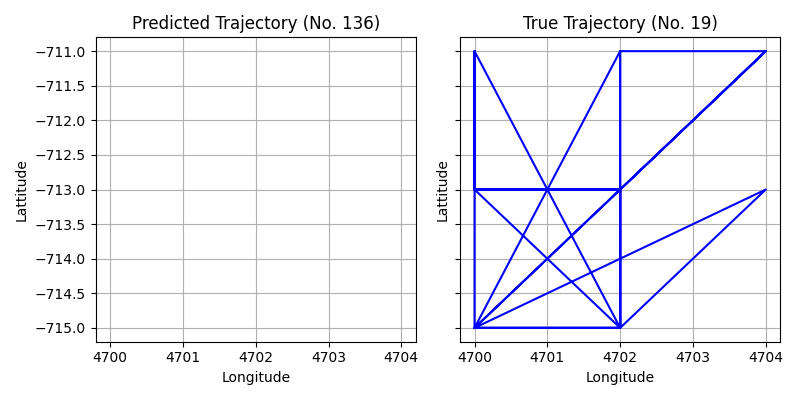 Predicted Trajectory (No. 136)
Lattitude
−711.0
−711.5
−712.0
−712.5
−713.0
−713.5
−714.0
−714.5
−715.0
4700 4701 4702 4703 4704
Longitude
True Trajectory (No. 19)
Lattitude
4700 4701 4702 4703 4704
Longitude